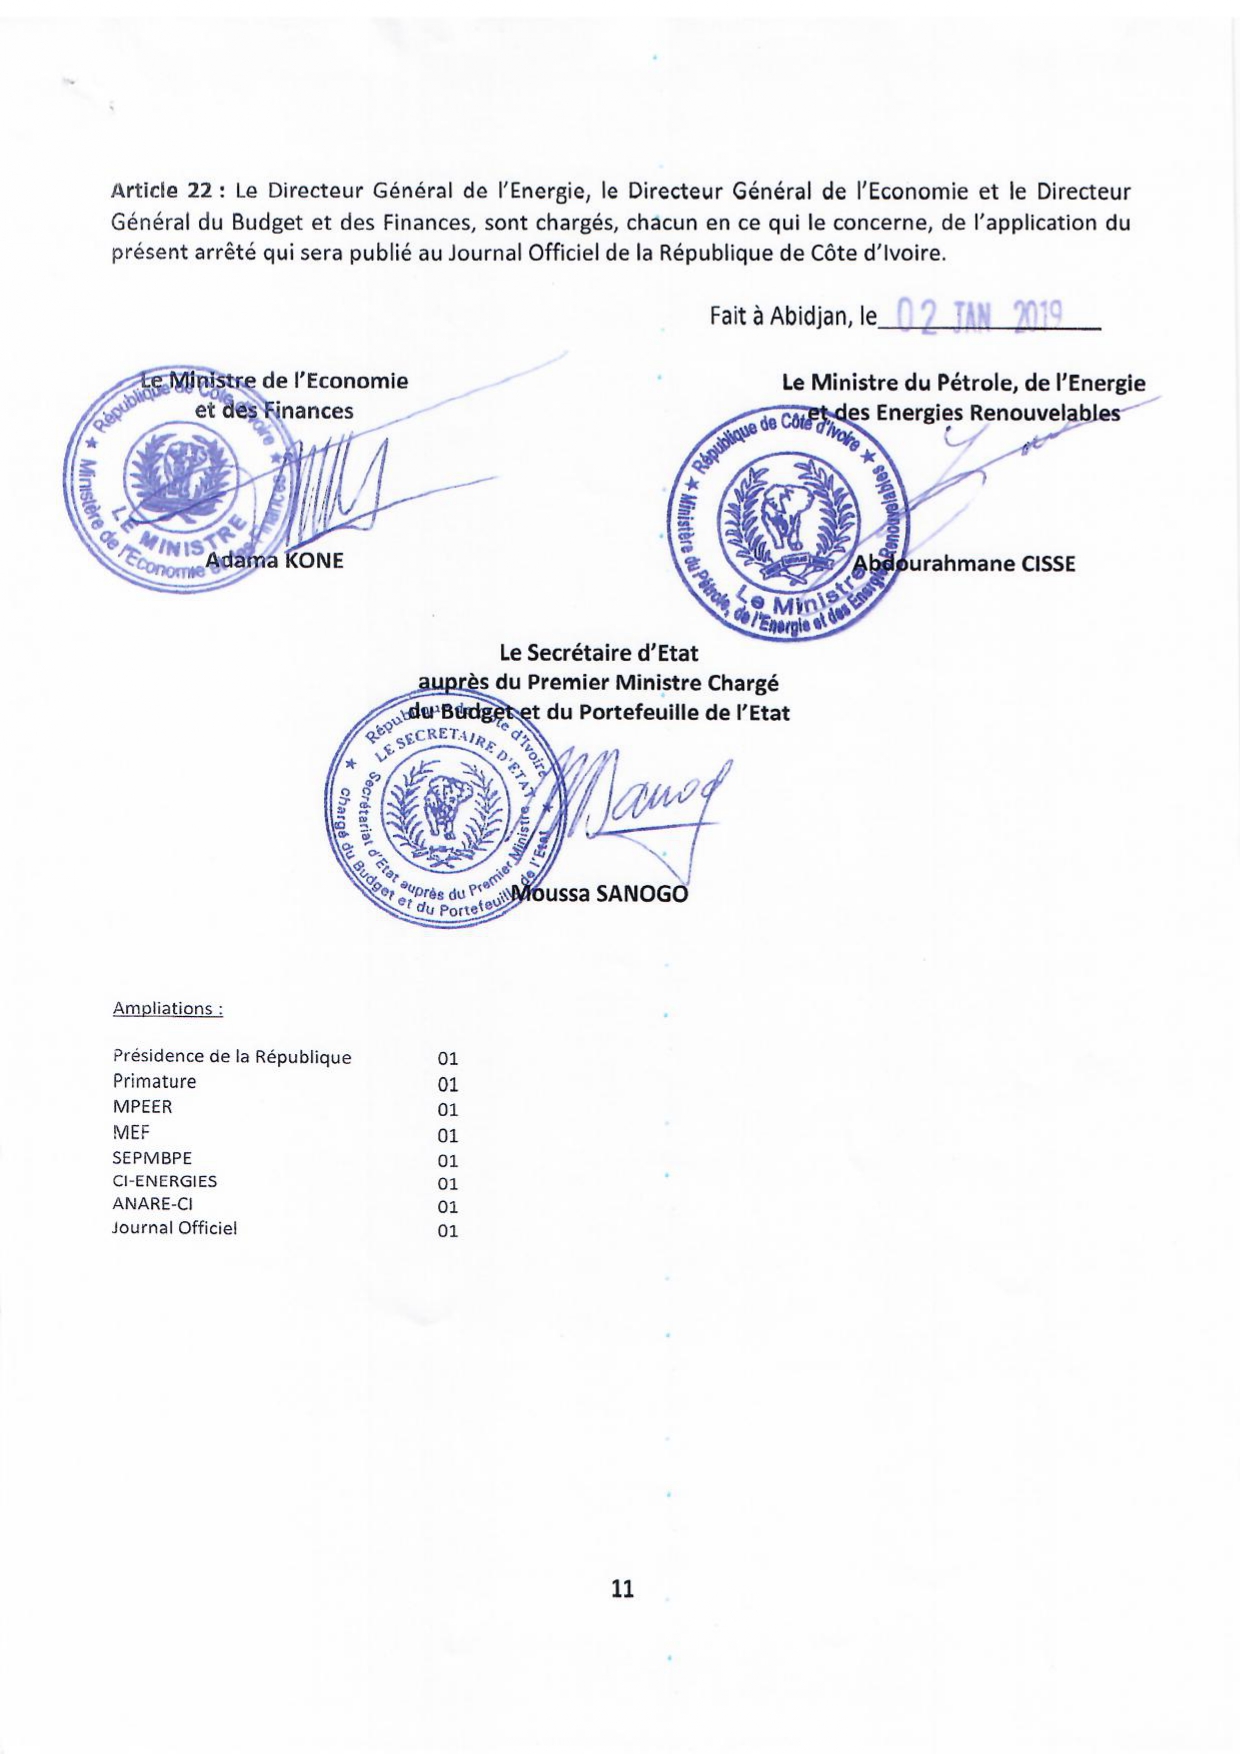 Article 22 : Le Directeur Général de l'Energie, le Directeur Général de l'Economie et le Directeur
Général du Budget et des Finances, sont chargés, chacun en ce qui le concerne, de l'application du
présent arrêté qui sera publié au Journal Officiel de la République de Côte d'Ivoire.
Fait à Abidjan, le 02 JAN 2019
Le Ministre de l'Economie
et des Finances
★ République de Côte d'Ivoire ★
Ministère de l'Economie et des Finances
LE MINISTRE
Adama KONE
Le Ministre du Pétrole, de l'Energie
et des Energies Renouvelables
★ République de Côte d'Ivoire ★
Ministère du Pétrole, de l'Energie et des Energies Renouvelables
Le Ministre
Abdourahmane CISSE
Le Secrétaire d'Etat
auprès du Premier Ministre Chargé
du Budget et du Portefeuille de l'Etat
★ République de Côte d'Ivoire ★
chargé du Budget et du Portefeuille de l'Etat
LE SECRETAIRE D'ETAT
Secrétariat d'Etat auprès du Premier Ministre
Sanogo
Moussa SANOGO
Ampliations :
Présidence de la République 01
Primature 01
MPEER 01
MEF 01
SEPMBPE 01
CI-ENERGIES 01
ANARE-CI 01
Journal Officiel 01
11